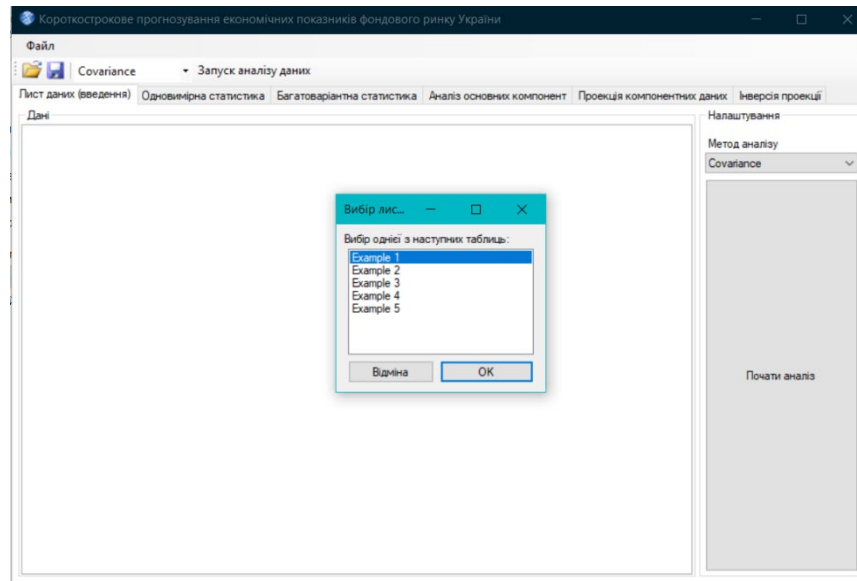 Короткострокове прогнозування економічних показників фондового ринку України
Файл
Covariance Запуск аналізу даних
Лист даних (введення) Одновимірна статистика Багатоваріантна статистика Аналіз основних компонент Проекція компонентних даних Інверсія проекції
Дані
Налаштування
Метод аналізу
Covariance
Вибір лис...
Вибір однієї з наступних таблиць:
Example 1
Example 2
Example 3
Example 4
Example 5
Відміна OK
Почати аналіз